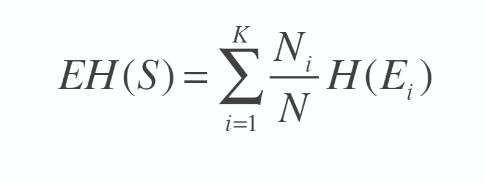 EH(S) = \sum_{i=1}^{K} \frac{N_i}{N} H(E_i)